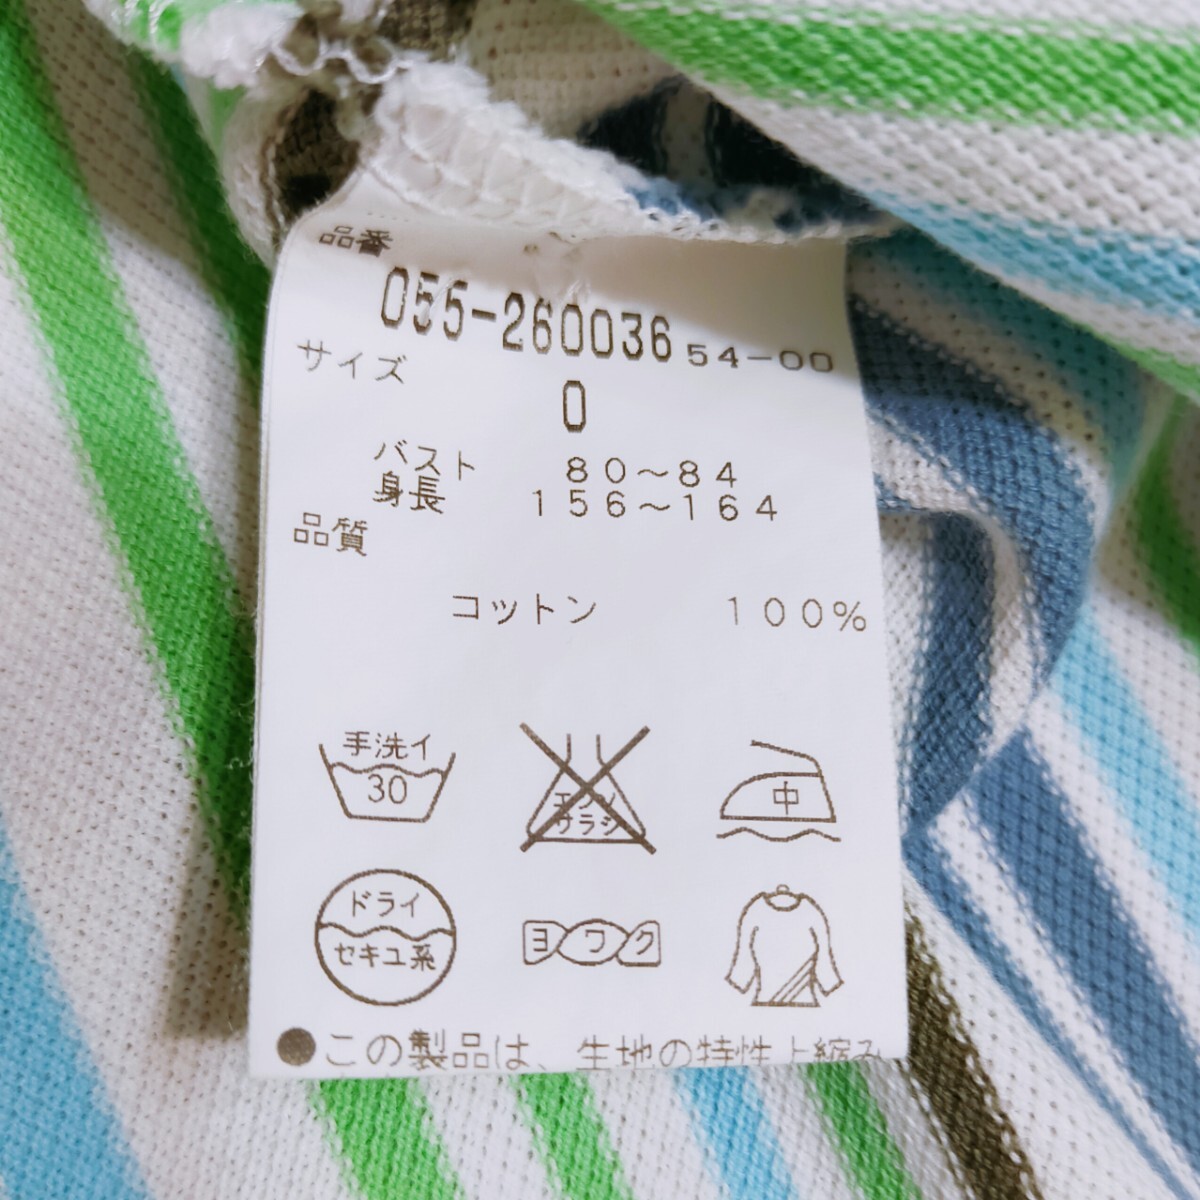 品番
055-260036 54-00
サイズ
0
バスト 80〜84
身長 156〜164
品質
コットン 100%
手洗イ
30
エンソ
サラシ
中
ドライ
セキユ系
ヨワク
●この製品は、生地の特性上縮み